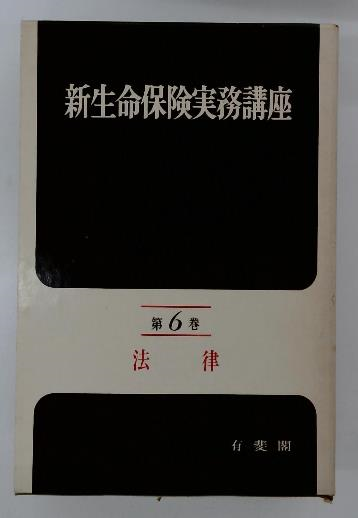 新生命保険実務講座
第6巻
法律
有斐閣